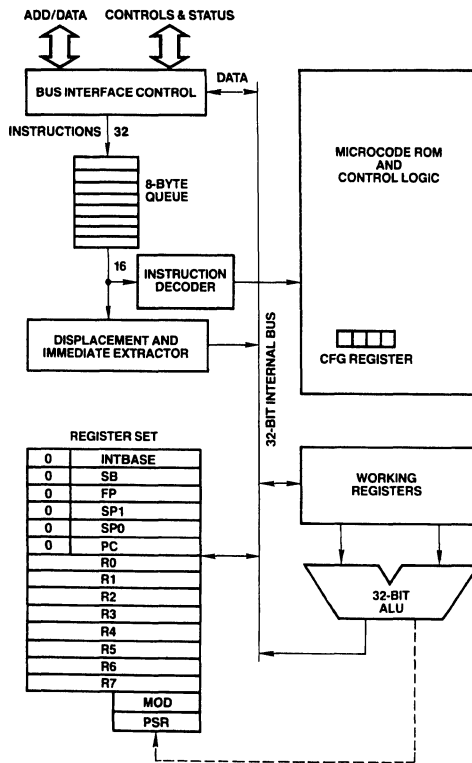 ADD/DATA
CONTROLS & STATUS
BUS INTERFACE CONTROL
DATA
INSTRUCTIONS
32
8-BYTE
QUEUE
16
INSTRUCTION
DECODER
DISPLACEMENT AND
IMMEDIATE EXTRACTOR
32-BIT INTERNAL BUS
MICROCODE ROM
AND
CONTROL LOGIC
CFG REGISTER
REGISTER SET
0 INTBASE
0 SB
0 FP
0 SP1
0 SP0
0 PC
R0
R1
R2
R3
R4
R5
R6
R7
MOD
PSR
WORKING
REGISTERS
32-BIT
ALU